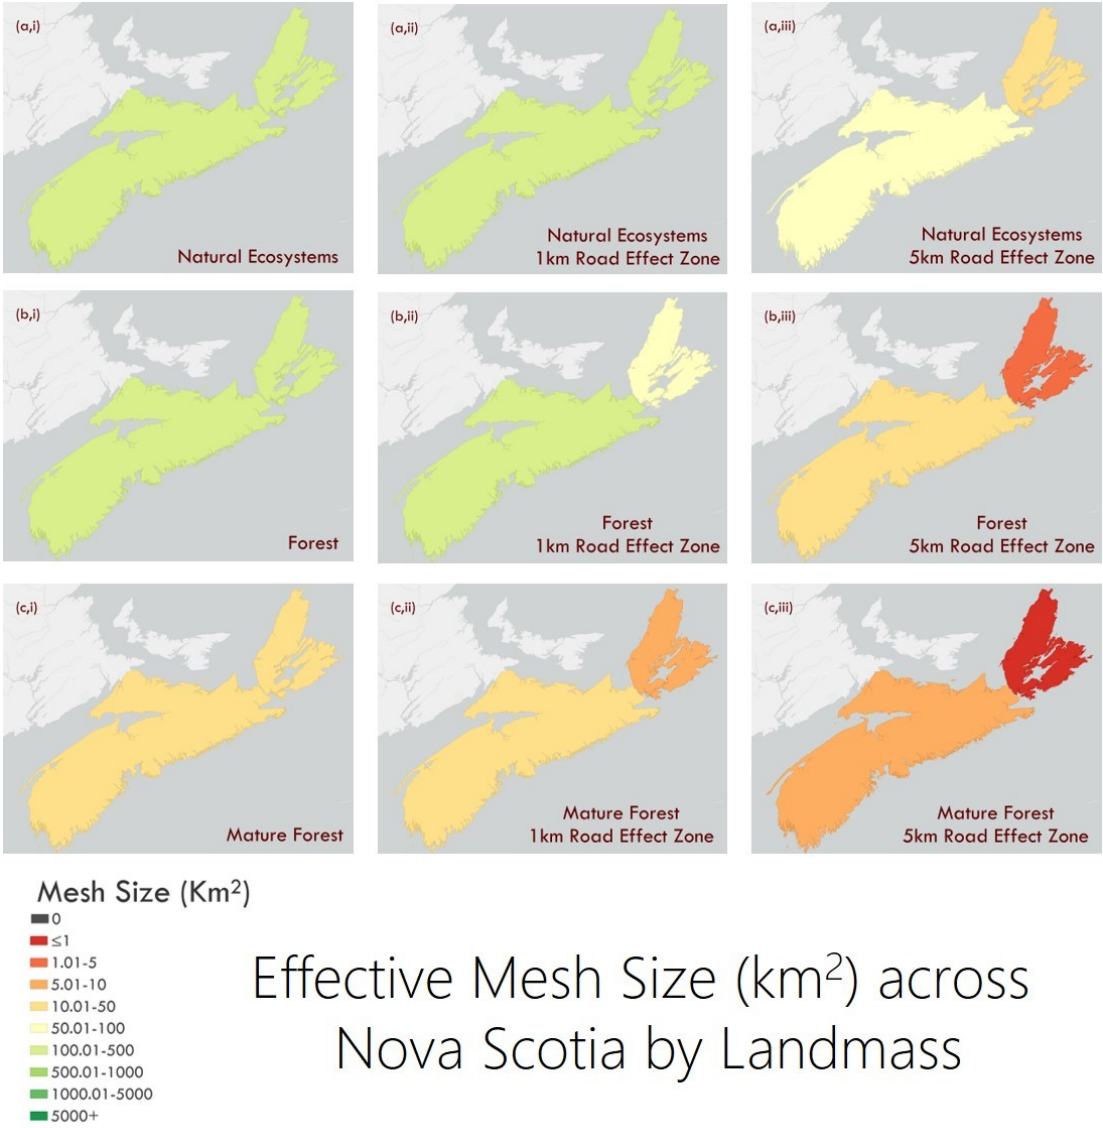 (a,i)
Natural Ecosystems
(a,ii)
Natural Ecosystems
1km Road Effect Zone
(a,iii)
Natural Ecosystems
5km Road Effect Zone
(b,i)
Forest
(b,ii)
Forest
1km Road Effect Zone
(b,iii)
Forest
5km Road Effect Zone
(c,i)
Mature Forest
(c,ii)
Mature Forest
1km Road Effect Zone
(c,iii)
Mature Forest
5km Road Effect Zone
Mesh Size (Km²)
0
≤1
1.01-5
5.01-10
10.01-50
50.01-100
100.01-500
500.01-1000
1000.01-5000
5000+
Effective Mesh Size (km²) across
Nova Scotia by Landmass